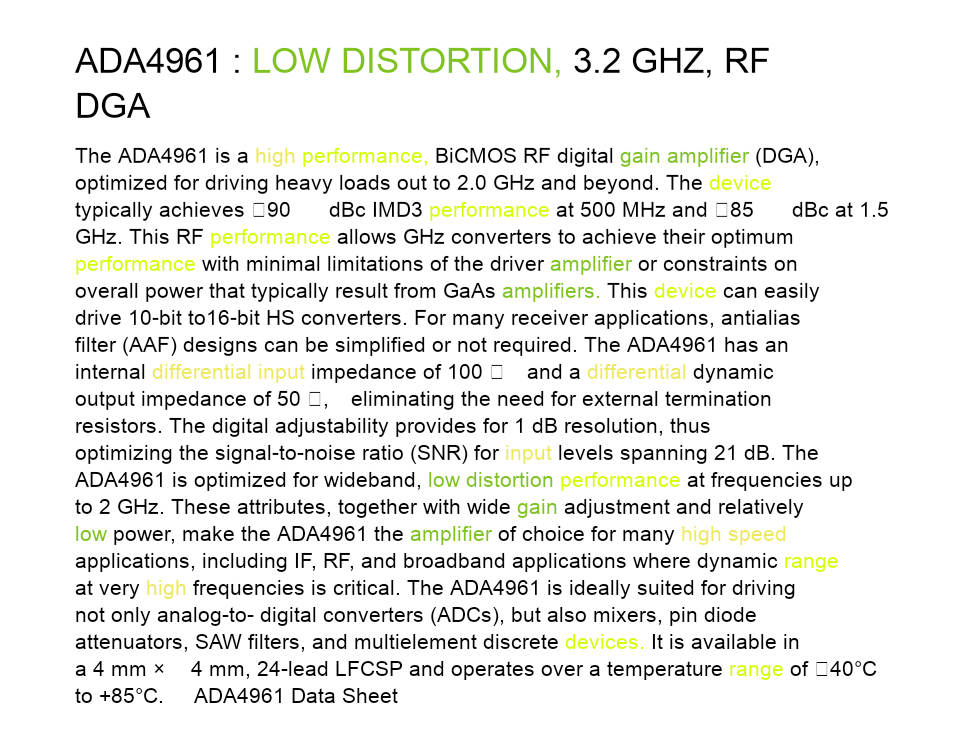 ADA4961 : LOW DISTORTION, 3.2 GHZ, RF
DGA
The ADA4961 is a high performance, BiCMOS RF digital gain amplifier (DGA),
optimized for driving heavy loads out to 2.0 GHz and beyond. The device
typically achieves □90 dBc IMD3 performance at 500 MHz and □85 dBc at 1.5
GHz. This RF performance allows GHz converters to achieve their optimum
performance with minimal limitations of the driver amplifier or constraints on
overall power that typically result from GaAs amplifiers. This device can easily
drive 10-bit to16-bit HS converters. For many receiver applications, antialias
filter (AAF) designs can be simplified or not required. The ADA4961 has an
internal differential input impedance of 100 □ and a differential dynamic
output impedance of 50 □, eliminating the need for external termination
resistors. The digital adjustability provides for 1 dB resolution, thus
optimizing the signal-to-noise ratio (SNR) for input levels spanning 21 dB. The
ADA4961 is optimized for wideband, low distortion performance at frequencies up
to 2 GHz. These attributes, together with wide gain adjustment and relatively
low power, make the ADA4961 the amplifier of choice for many high speed
applications, including IF, RF, and broadband applications where dynamic range
at very high frequencies is critical. The ADA4961 is ideally suited for driving
not only analog-to- digital converters (ADCs), but also mixers, pin diode
attenuators, SAW filters, and multielement discrete devices. It is available in
a 4 mm × 4 mm, 24-lead LFCSP and operates over a temperature range of □40°C
to +85°C. ADA4961 Data Sheet